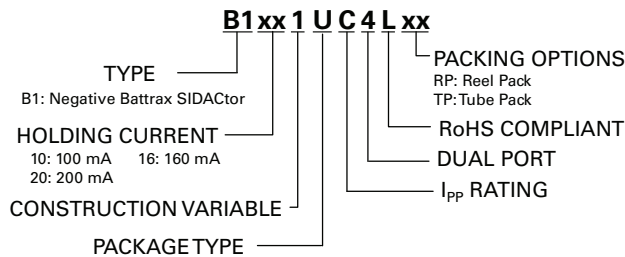 B1xx1UC4Lxx
TYPE
B1: Negative Battrax SIDACtor
HOLDING CURRENT
10: 100 mA 16: 160 mA
20: 200 mA
CONSTRUCTION VARIABLE
PACKAGE TYPE
PACKING OPTIONS
RP: Reel Pack
TP: Tube Pack
RoHS COMPLIANT
DUAL PORT
IPP RATING